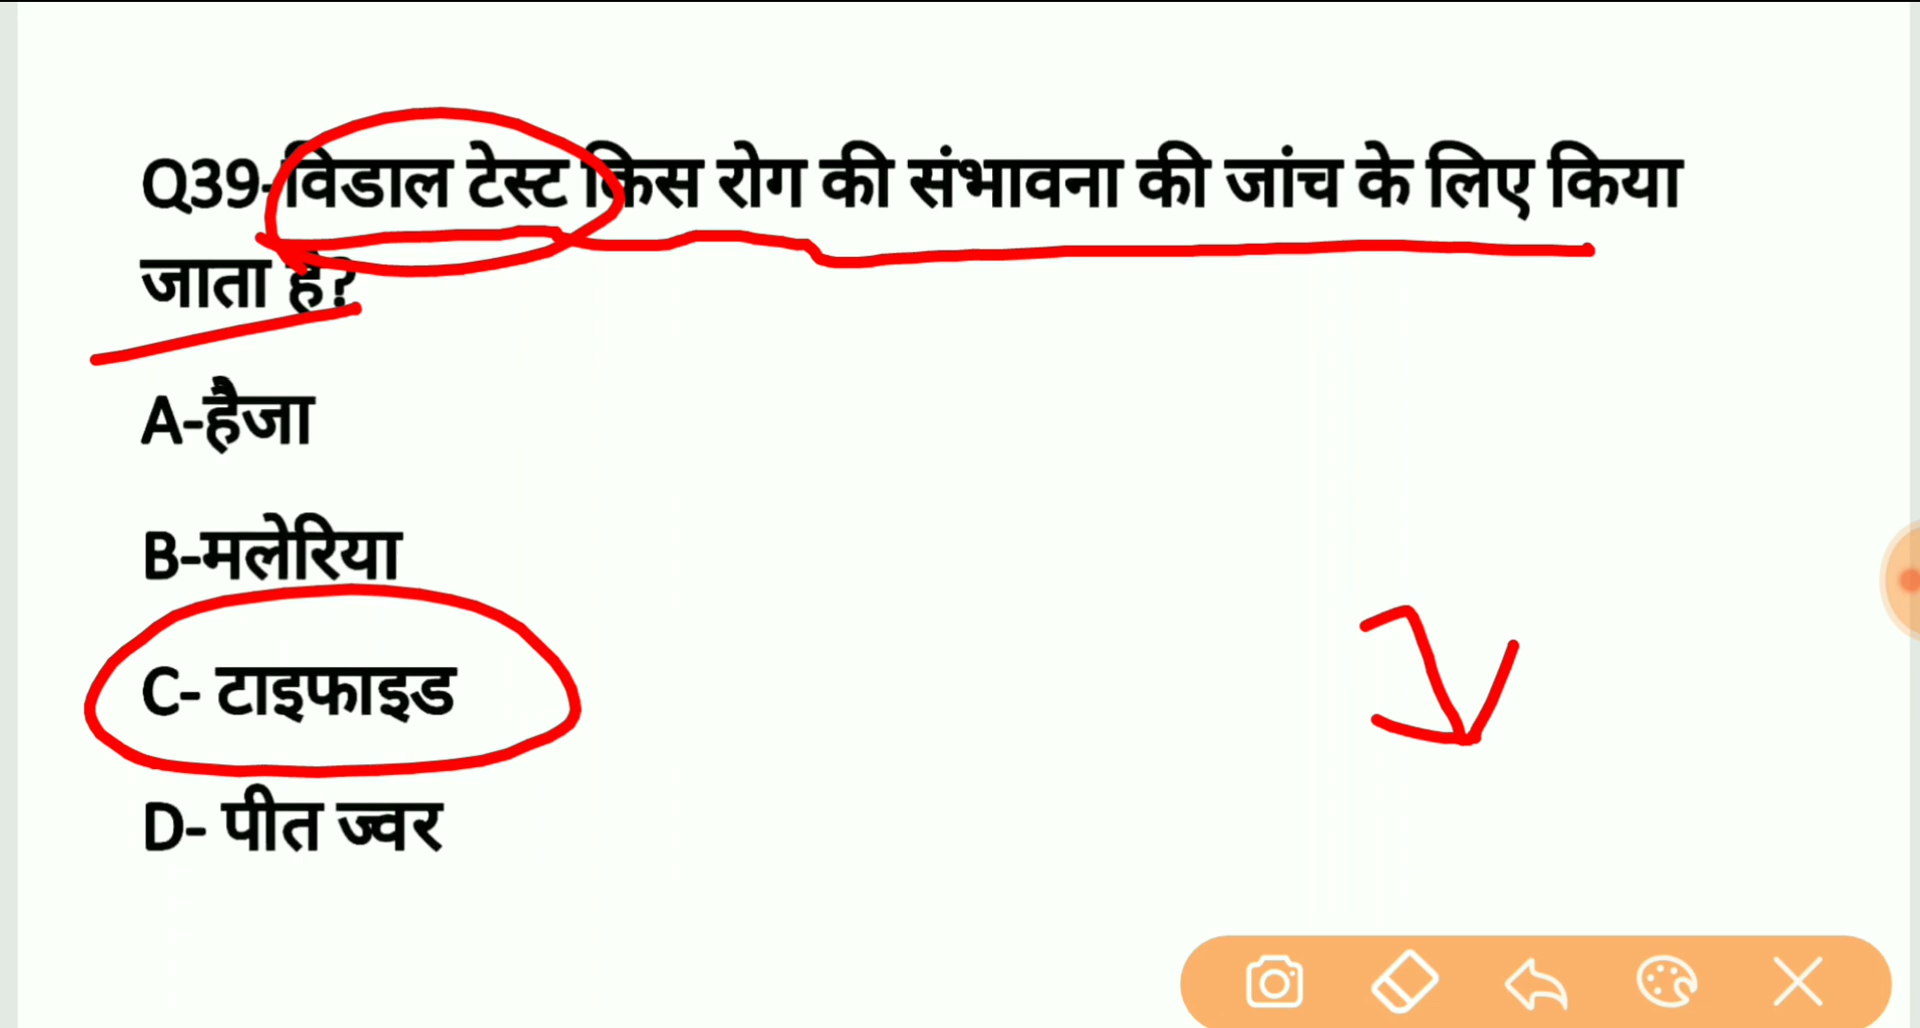 Q39-विडाल टेस्ट किस रोग की संभावना की जांच के लिए किया
जाता है?
A-हैजा
B-मलेरिया
C- टाइफाइड
D- पीत ज्वर